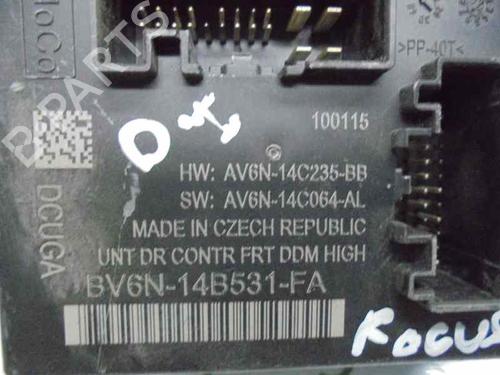 >PP-40T<
100115
HW: AV6N-14C235-BB
SW: AV6N-14C064-AL
MADE IN CZECH REPUBLIC
UNT DR CONTR FRT DDM HIGH
BV6N-14B531-FA
DCUGA
B-PARTS